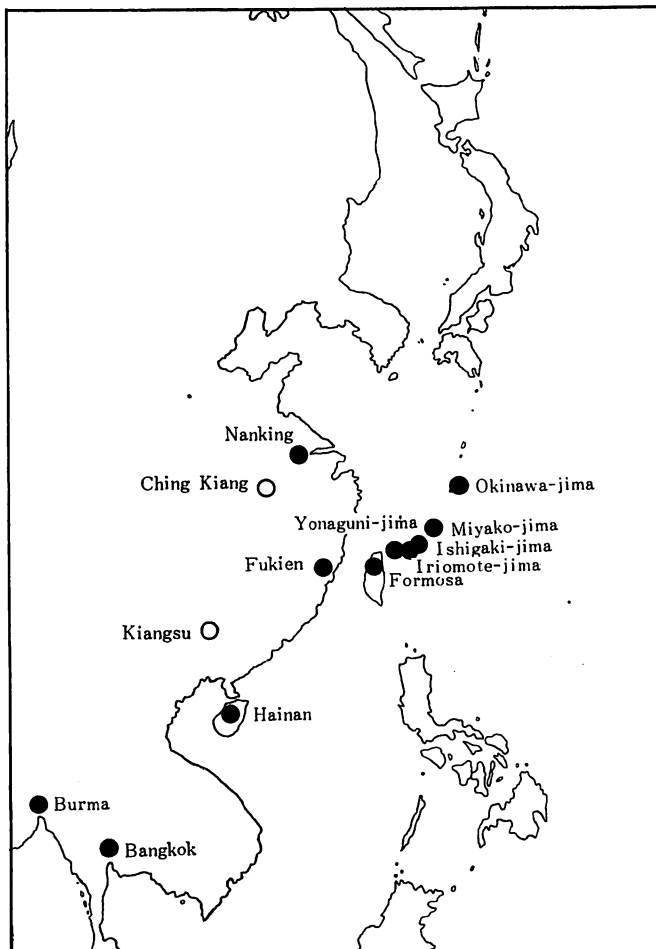 Nanking
Ching Kiang
Okinawa-jima
Yonaguni-jima
Miyako-jima
Ishigaki-jima
Fukien
Iriomote-jima
Formosa
Kiangsu
Hainan
Burma
Bangkok